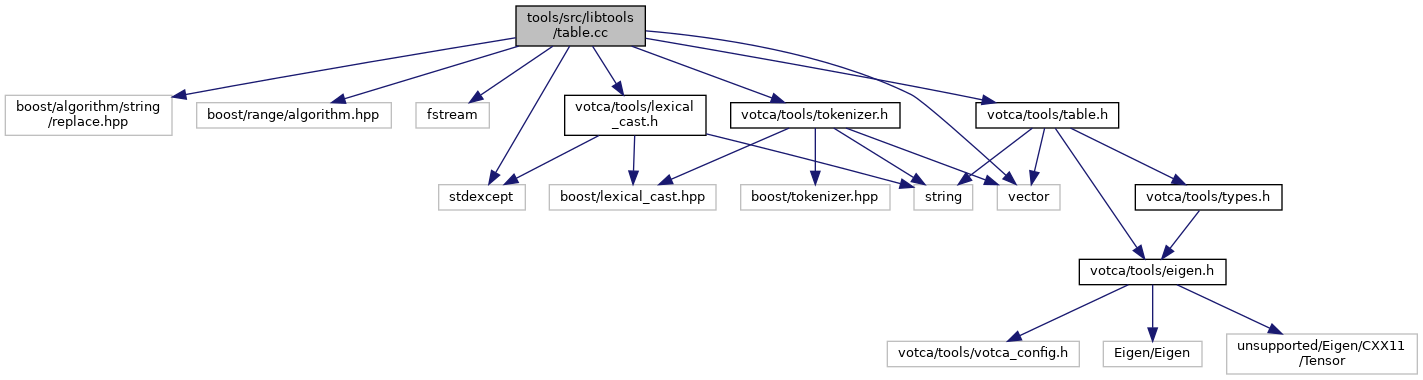 tools/src/libtools
/table.cc
boost/algorithm/string
/replace.hpp
boost/range/algorithm.hpp
fstream
votca/tools/lexical
_cast.h
votca/tools/tokenizer.h
votca/tools/table.h
stdexcept
boost/lexical_cast.hpp
boost/tokenizer.hpp
string
vector
votca/tools/types.h
votca/tools/eigen.h
votca/tools/votca_config.h
Eigen/Eigen
unsupported/Eigen/CXX11
/Tensor